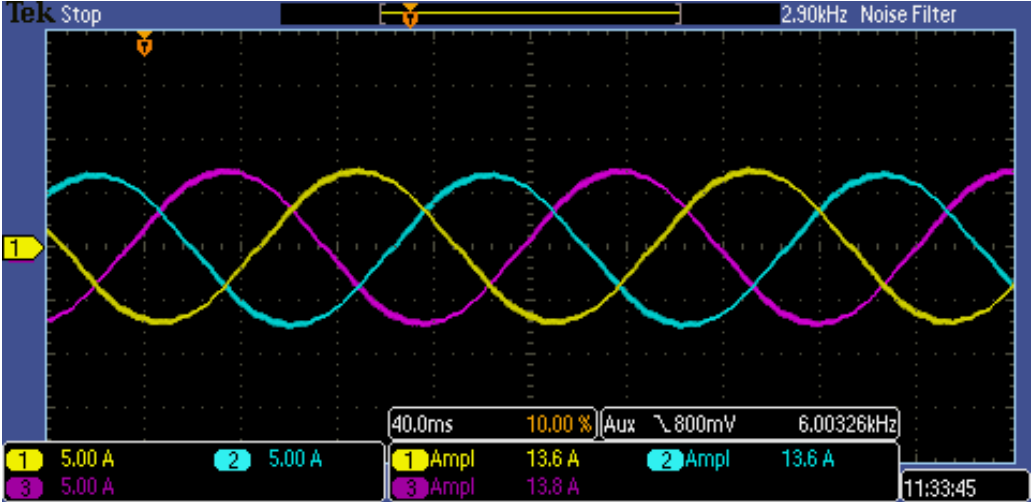 Tek Stop 2.90kHz Noise Filter
T
T
1
40.0ms 10.00 % Aux 800mV 6.00326kHz
1 5.00 A 2 5.00 A 1 Ampl 13.6 A 2 Ampl 13.6 A
3 5.00 A 3 Ampl 13.8 A 11:33:45